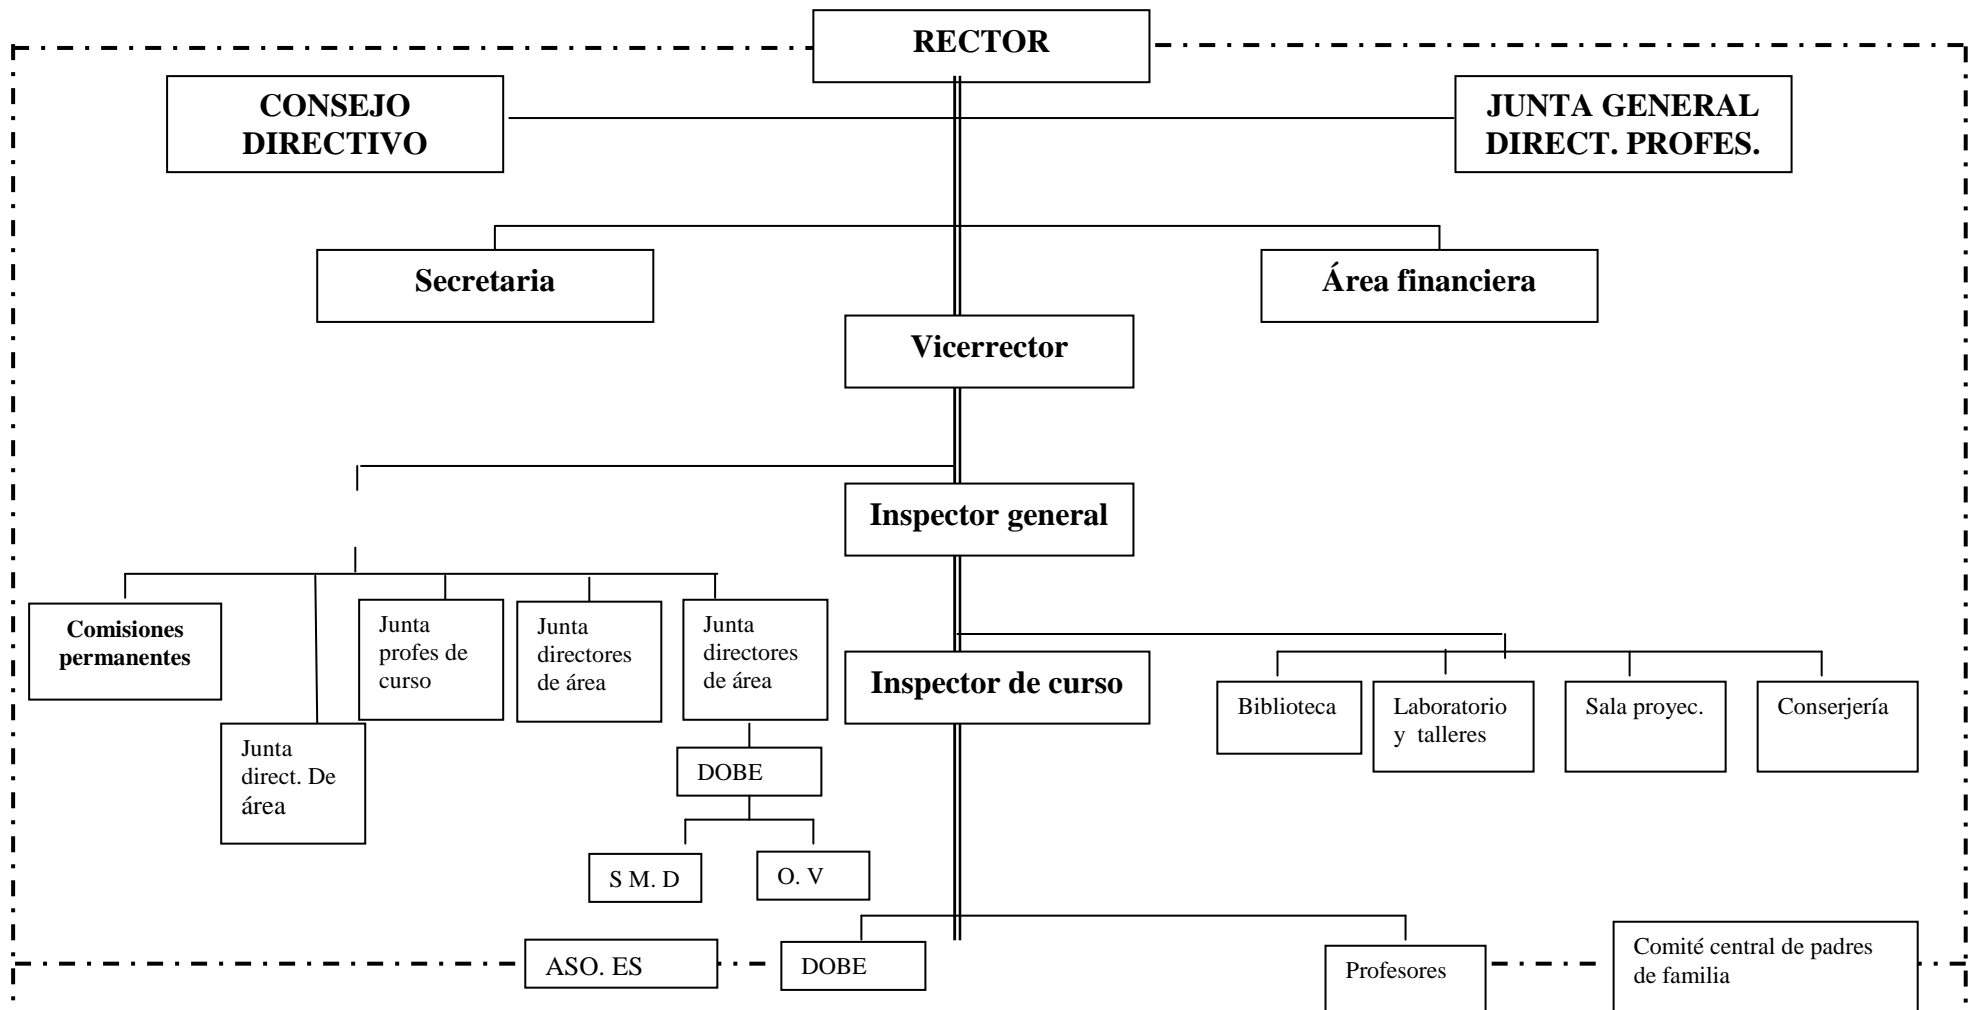 RECTOR
CONSEJO
DIRECTIVO
JUNTA GENERAL
DIRECT. PROFES.
Secretaria
Área financiera
Vicerrector
Inspector general
Comisiones
permanentes
Junta
direct. De
área
Junta
profes de
curso
Junta
directores
de área
Junta
directores
de área
Inspector de curso
Biblioteca
Laboratorio
y talleres
Sala proyec.
Conserjería
DOBE
S M. D
O. V
ASO. ES
DOBE
Profesores
Comité central de padres
de familia